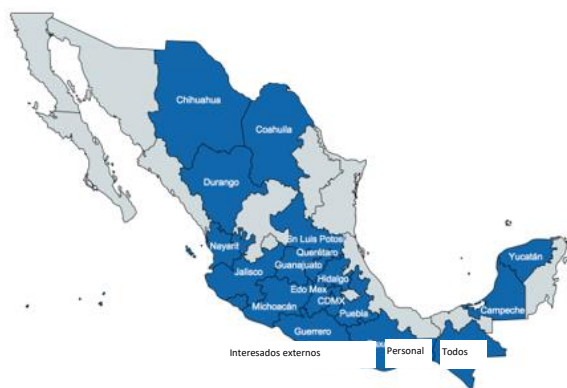 Chihuahua
Coahuila
Durango
Sn Luis Potosí
Nayarit
Querétaro
Yucatán
Guanajuato
Jalisco
Hidalgo
Edo Mex
CDMX
Michoacán
Puebla
Campeche
Guerrero
Interesados externos
Personal
Todos